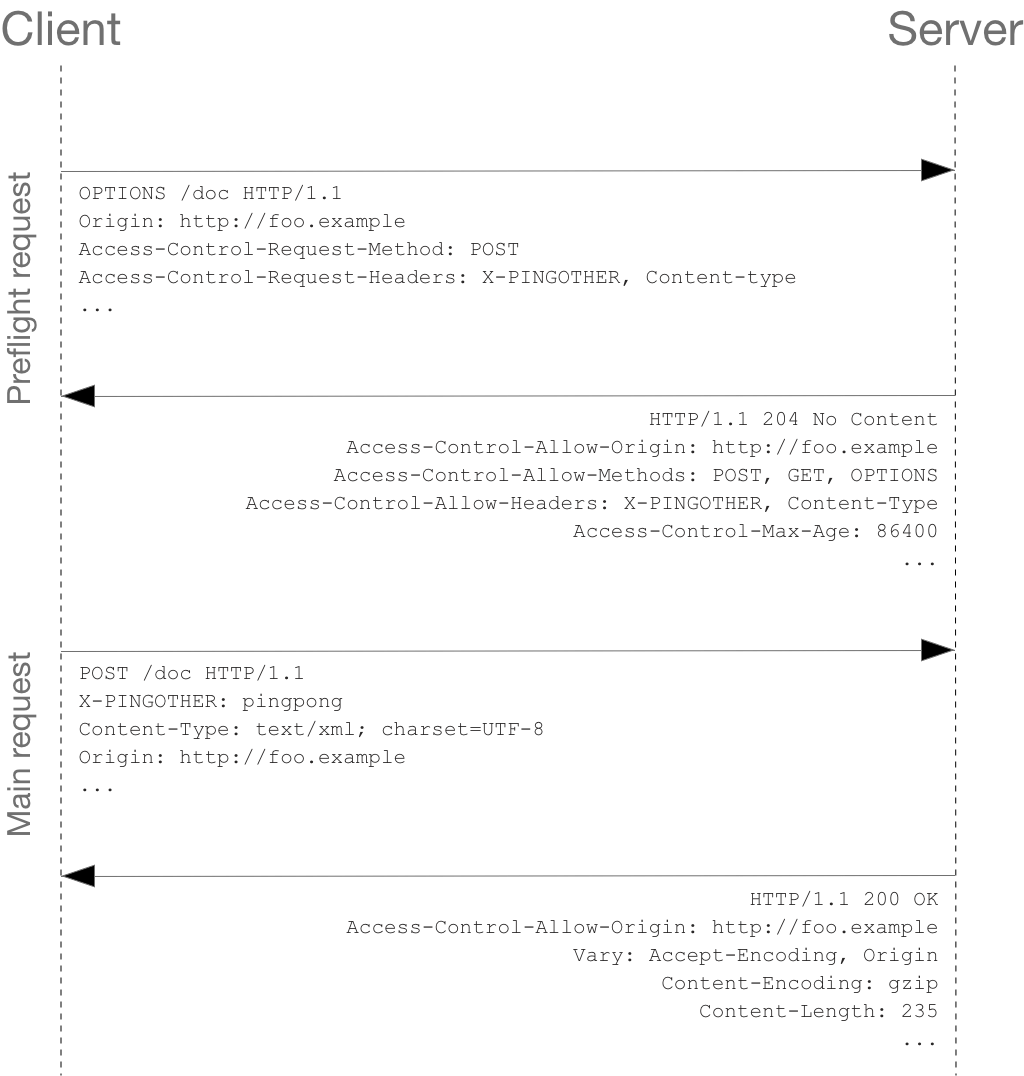 Client
Server
Preflight request
OPTIONS /doc HTTP/1.1
Origin: http://foo.example
Access-Control-Request-Method: POST
Access-Control-Request-Headers: X-PINGOTHER, Content-type
...
HTTP/1.1 204 No Content
Access-Control-Allow-Origin: http://foo.example
Access-Control-Allow-Methods: POST, GET, OPTIONS
Access-Control-Allow-Headers: X-PINGOTHER, Content-Type
Access-Control-Max-Age: 86400
...
Main request
POST /doc HTTP/1.1
X-PINGOTHER: pingpong
Content-Type: text/xml; charset=UTF-8
Origin: http://foo.example
...
HTTP/1.1 200 OK
Access-Control-Allow-Origin: http://foo.example
Vary: Accept-Encoding, Origin
Content-Encoding: gzip
Content-Length: 235
...